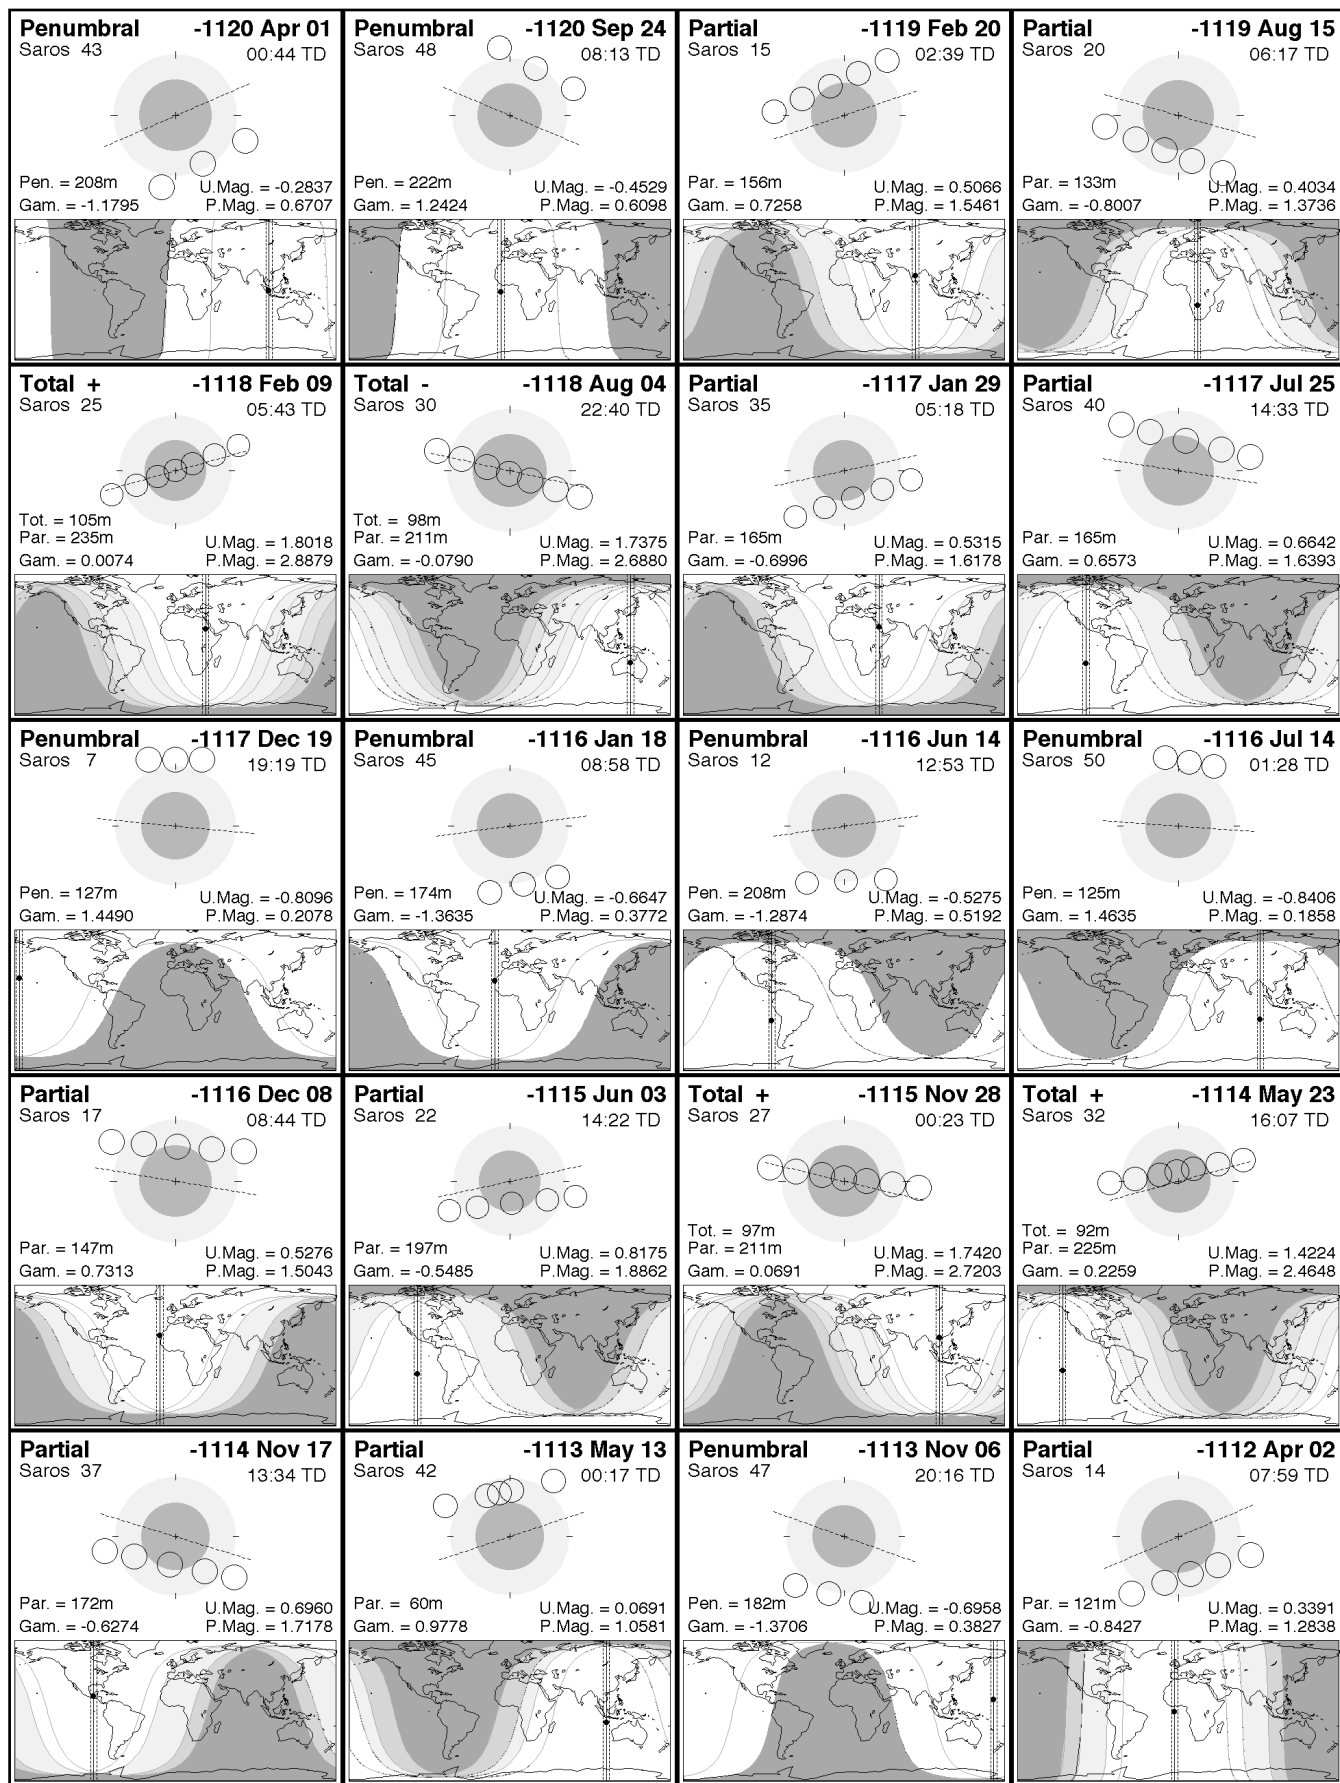 Penumbral -1120 Apr 01
Saros 43 00:44 TD
Pen. = 208m U.Mag. = -0.2837
Gam. = -1.1795 P.Mag. = 0.6707
Penumbral -1120 Sep 24
Saros 48 08:13 TD
Pen. = 222m U.Mag. = -0.4529
Gam. = 1.2424 P.Mag. = 0.6098
Partial -1119 Feb 20
Saros 15 02:39 TD
Par. = 156m U.Mag. = 0.5066
Gam. = 0.7258 P.Mag. = 1.5461
Partial -1119 Aug 15
Saros 20 06:17 TD
Par. = 133m U.Mag. = 0.4034
Gam. = -0.8007 P.Mag. = 1.3736
Total + -1118 Feb 09
Saros 25 05:43 TD
Tot. = 105m
Par. = 235m U.Mag. = 1.8018
Gam. = 0.0074 P.Mag. = 2.8879
Total - -1118 Aug 04
Saros 30 22:40 TD
Tot. = 98m
Par. = 211m U.Mag. = 1.7375
Gam. = -0.0790 P.Mag. = 2.6880
Partial -1117 Jan 29
Saros 35 05:18 TD
Par. = 165m U.Mag. = 0.5315
Gam. = -0.6996 P.Mag. = 1.6178
Partial -1117 Jul 25
Saros 40 14:33 TD
Par. = 165m U.Mag. = 0.6642
Gam. = 0.6573 P.Mag. = 1.6393
Penumbral -1117 Dec 19
Saros 7 19:19 TD
Pen. = 127m U.Mag. = -0.8096
Gam. = 1.4490 P.Mag. = 0.2078
Penumbral -1116 Jan 18
Saros 45 08:58 TD
Pen. = 174m U.Mag. = -0.6647
Gam. = -1.3635 P.Mag. = 0.3772
Penumbral -1116 Jun 14
Saros 12 12:53 TD
Pen. = 208m U.Mag. = -0.5275
Gam. = -1.2874 P.Mag. = 0.5192
Penumbral -1116 Jul 14
Saros 50 01:28 TD
Pen. = 125m U.Mag. = -0.8406
Gam. = 1.4635 P.Mag. = 0.1858
Partial -1116 Dec 08
Saros 17 08:44 TD
Par. = 147m U.Mag. = 0.5276
Gam. = 0.7313 P.Mag. = 1.5043
Partial -1115 Jun 03
Saros 22 14:22 TD
Par. = 197m U.Mag. = 0.8175
Gam. = -0.5485 P.Mag. = 1.8862
Total + -1115 Nov 28
Saros 27 00:23 TD
Tot. = 97m
Par. = 211m U.Mag. = 1.7420
Gam. = 0.0691 P.Mag. = 2.7203
Total + -1114 May 23
Saros 32 16:07 TD
Tot. = 92m
Par. = 225m U.Mag. = 1.4224
Gam. = 0.2259 P.Mag. = 2.4648
Partial -1114 Nov 17
Saros 37 13:34 TD
Par. = 172m U.Mag. = 0.6960
Gam. = -0.6274 P.Mag. = 1.7178
Partial -1113 May 13
Saros 42 00:17 TD
Par. = 60m U.Mag. = 0.0691
Gam. = 0.9778 P.Mag. = 1.0581
Penumbral -1113 Nov 06
Saros 47 20:16 TD
Pen. = 182m U.Mag. = -0.6958
Gam. = -1.3706 P.Mag. = 0.3827
Partial -1112 Apr 02
Saros 14 07:59 TD
Par. = 121m U.Mag. = 0.3391
Gam. = -0.8427 P.Mag. = 1.2838